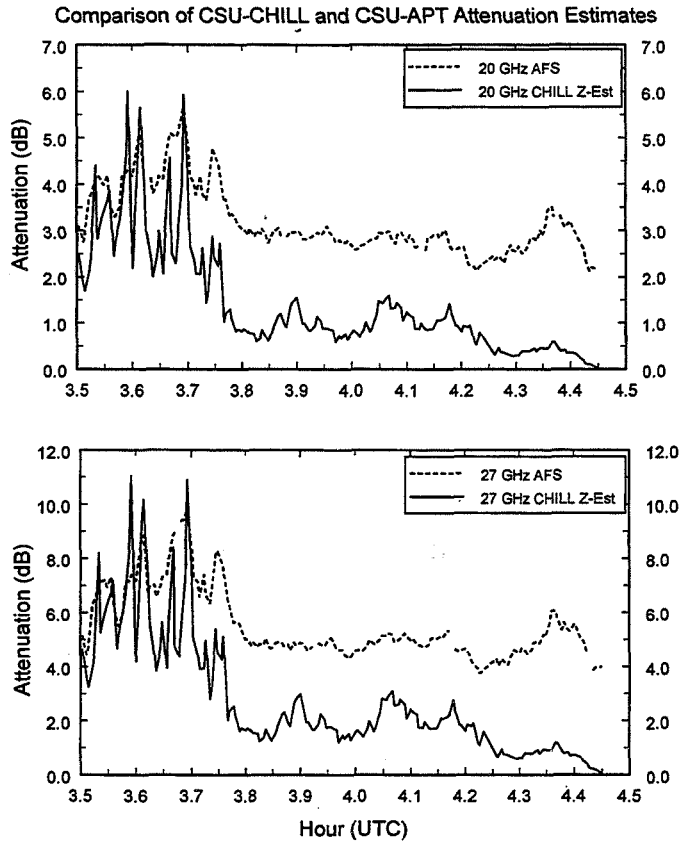 Comparison of CSU-CHILL and CSU-APT Attenuation Estimates
7.0 7.0
20 GHz AFS
20 GHz CHILL Z-Est
6.0 6.0
5.0 5.0
4.0 4.0
3.0 3.0
2.0 2.0
1.0 1.0
0.0 0.0
Attenuation (dB)
3.5 3.6 3.7 3.8 3.9 4.0 4.1 4.2 4.3 4.4 4.5
12.0 12.0
27 GHz AFS
27 GHz CHILL Z-Est
10.0 10.0
8.0 8.0
6.0 6.0
4.0 4.0
2.0 2.0
0.0 0.0
Attenuation (dB)
3.5 3.6 3.7 3.8 3.9 4.0 4.1 4.2 4.3 4.4 4.5
Hour (UTC)